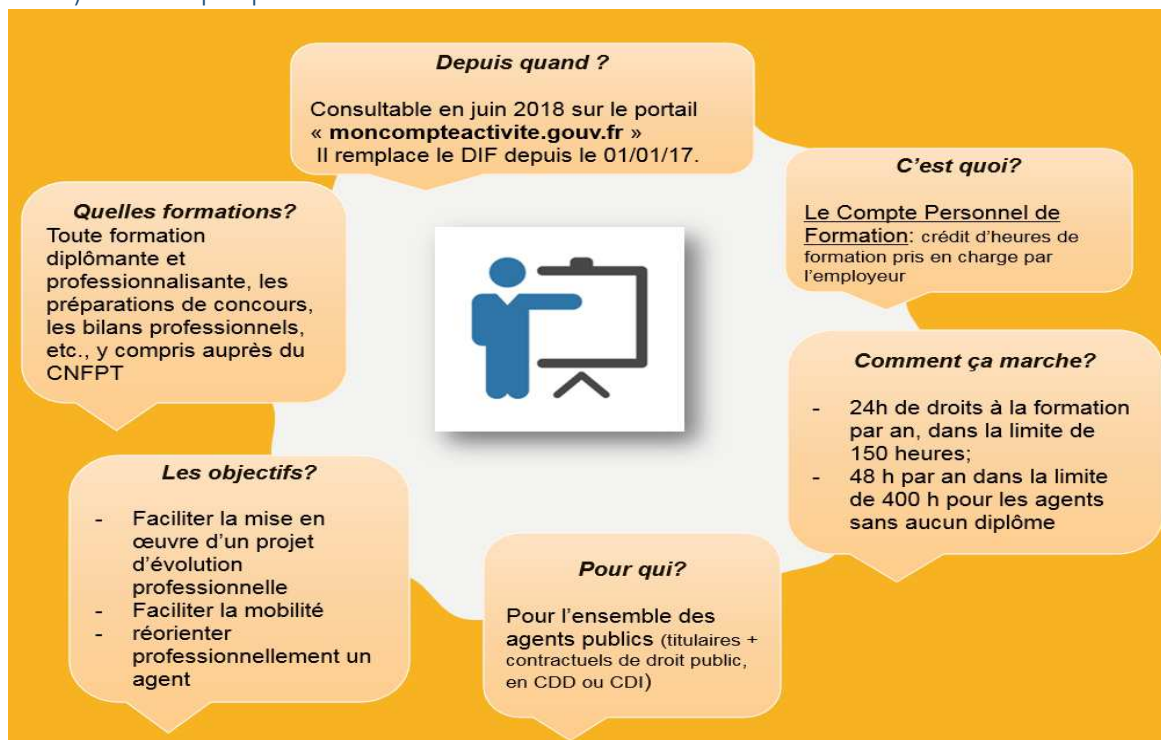 Depuis quand ?
Consultable en juin 2018 sur le portail
« moncompteactivite.gouv.fr »
Il remplace le DIF depuis le 01/01/17.
C'est quoi?
Le Compte Personnel de
Formation: crédit d'heures de
formation pris en charge par
l'employeur
Comment ça marche?
- 24h de droits à la formation
par an, dans la limite de
150 heures;
- 48 h par an dans la limite
de 400 h pour les agents
sans aucun diplôme
Pour qui?
Pour l'ensemble des
agents publics (titulaires +
contractuels de droit public,
en CDD ou CDI)
Les objectifs?
- Faciliter la mise en
œuvre d'un projet
d'évolution
professionnelle
- Faciliter la mobilité
- réorienter
professionnellement un
agent
Quelles formations?
Toute formation
diplômante et
professionnalisante, les
préparations de concours,
les bilans professionnels,
etc., y compris auprès du
CNFPT